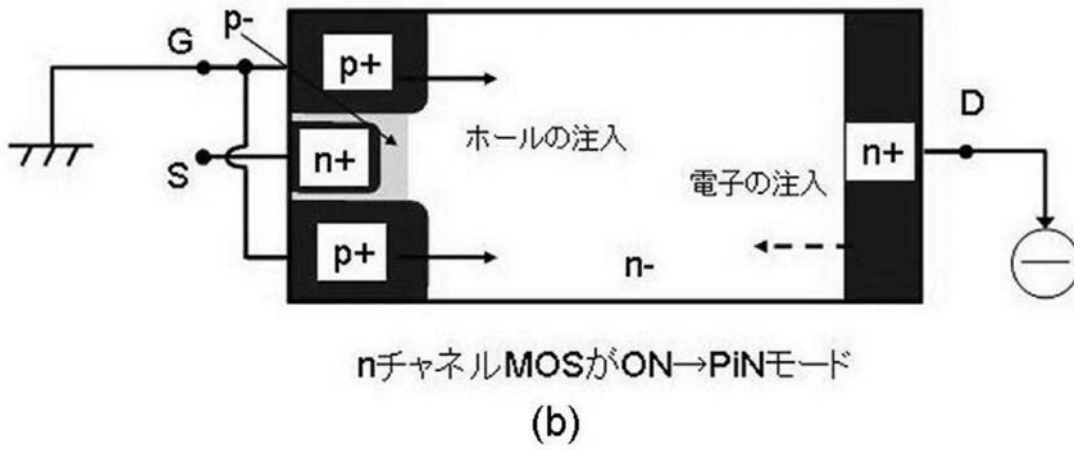 p-
G
p+
D
ホールの注入
n+
n+
S
電子の注入
p+
n-
nチャネルMOSがON→PiNモード
(b)